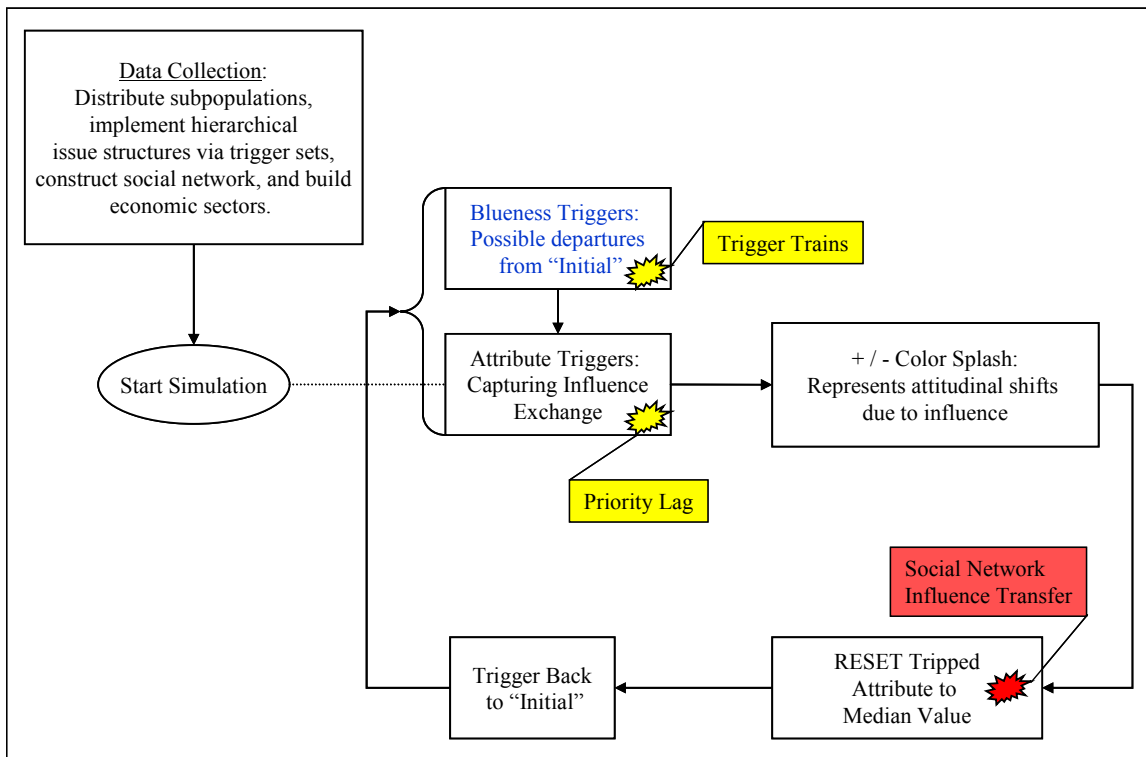 Data Collection:
Distribute subpopulations,
implement hierarchical
issue structures via trigger sets,
construct social network, and build
economic sectors.
Blueness Triggers:
Possible departures
from “Initial”
Trigger Trains
Start Simulation
Attribute Triggers:
Capturing Influence
Exchange
+ / - Color Splash:
Represents attitudinal shifts
due to influence
Priority Lag
Social Network
Influence Transfer
RESET Tripped
Attribute to
Median Value
Trigger Back
to “Initial”